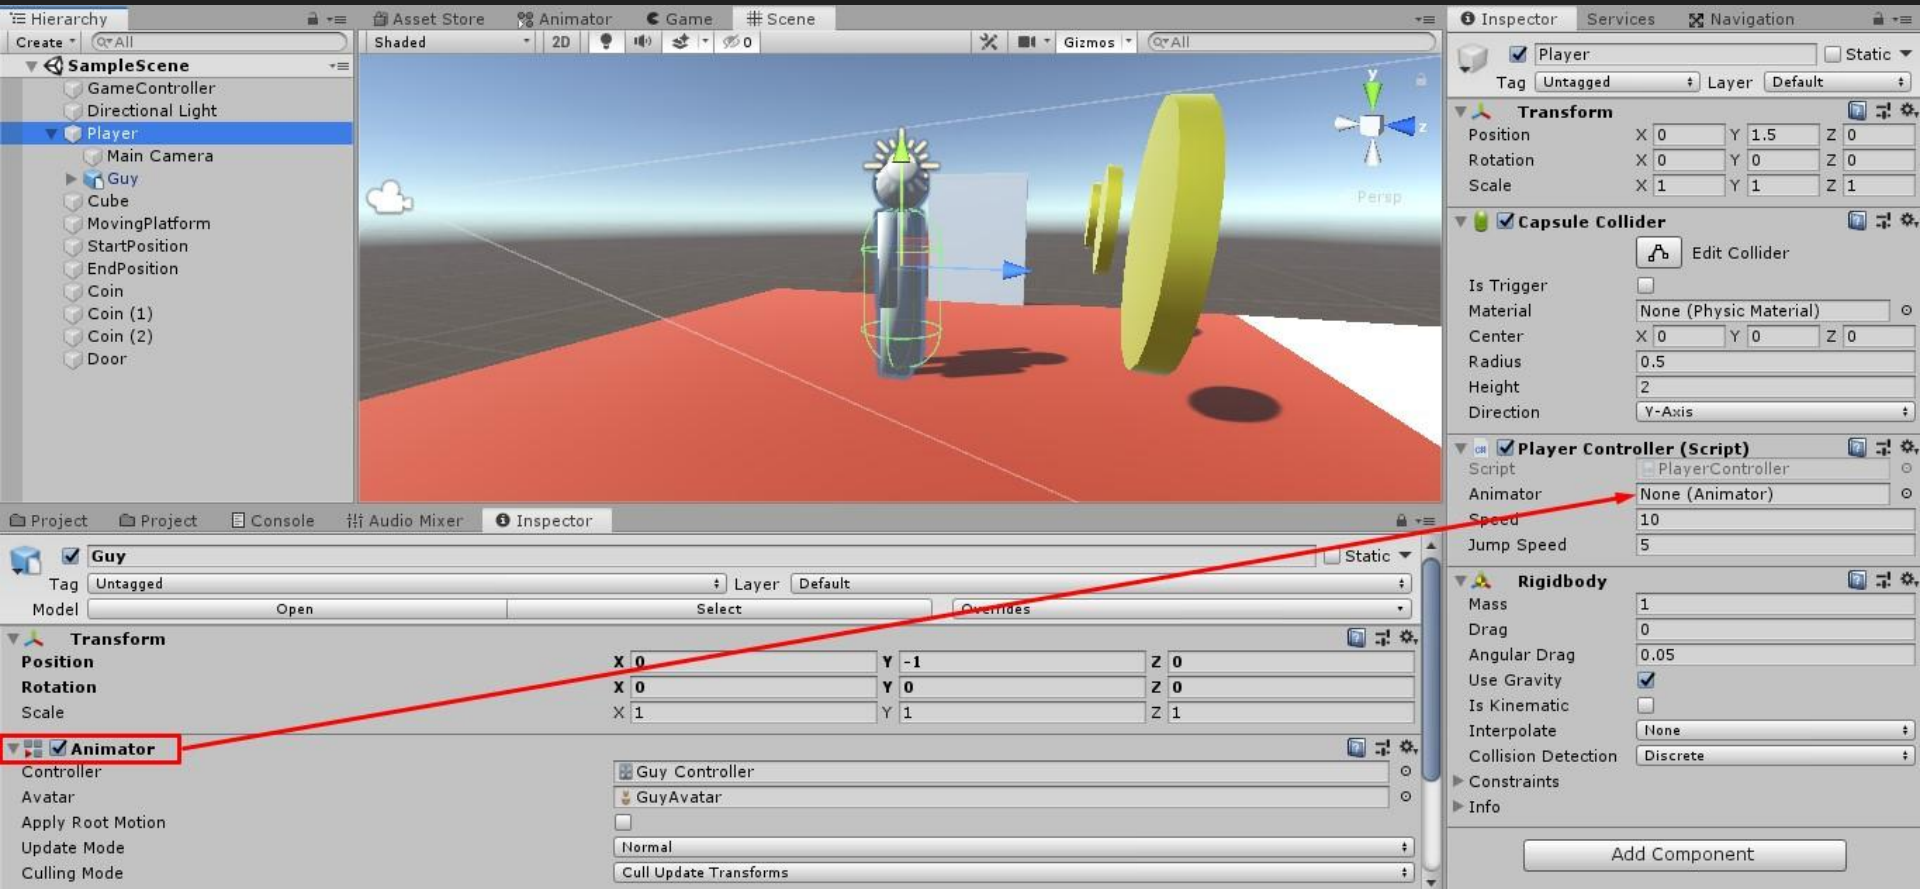 Hierarchy
Create
All
SampleScene
GameController
Directional Light
Player
Main Camera
Guy
Cube
MovingPlatform
StartPosition
EndPosition
Coin
Coin (1)
Coin (2)
Door
Asset Store Animator Game Scene
Shaded 2D 0 Gizmos All
y
z
Persp
Project Project Console Audio Mixer Inspector
Guy Static
Tag Untagged Layer Default
Model Open Select Overrides
Transform
Position X 0 Y -1 Z 0
Rotation X 0 Y 0 Z 0
Scale X 1 Y 1 Z 1
Animator
Controller Guy Controller
Avatar GuyAvatar
Apply Root Motion
Update Mode Normal
Culling Mode Cull Update Transforms
Inspector Services Navigation
Player Static
Tag Untagged Layer Default
Transform
Position X 0 Y 1.5 Z 0
Rotation X 0 Y 0 Z 0
Scale X 1 Y 1 Z 1
Capsule Collider
Edit Collider
Is Trigger
Material None (Physic Material)
Center X 0 Y 0 Z 0
Radius 0.5
Height 2
Direction Y-Axis
Player Controller (Script)
Script PlayerController
Animator None (Animator)
Speed 10
Jump Speed 5
Rigidbody
Mass 1
Drag 0
Angular Drag 0.05
Use Gravity
Is Kinematic
Interpolate None
Collision Detection Discrete
Constraints
Info
Add Component